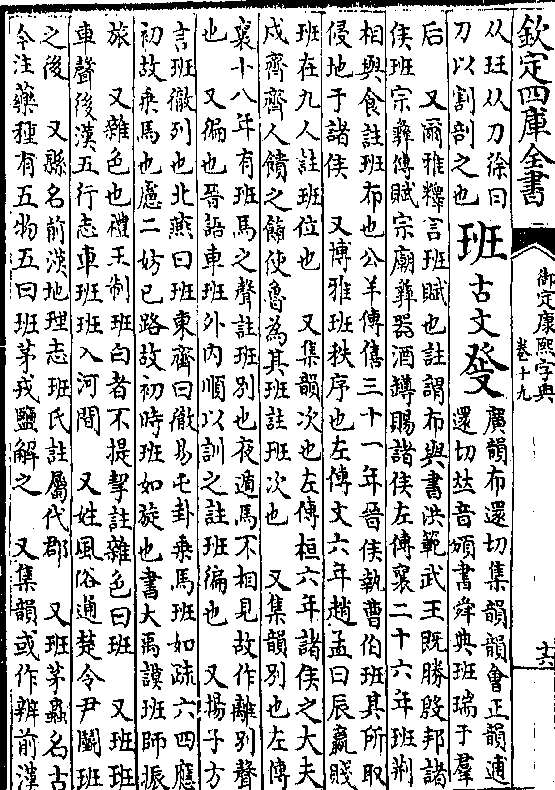 欽定四庫全書
御定康熙字典
卷十九
十六
从珏从刀徐曰
刀以割剖之也
班 古文
廣韻布還切集韻韻會正韻逋
還切𠀤音頒書舜典班瑞于羣
后　又爾雅釋言班賦也註謂布與書洪範武王既勝殷邦諸
侯班宗彝傳賦宗廟彝器酒罇賜諸侯左傳襄二十六年班荆
相與食註班布也公羊傳僖三十一年晉侯執曹伯班其所取
侵地于諸侯　又博雅班秩序也左傳文六年趙孟曰辰嬴賤
班在九人註班位也　又集韻次也左傳桓六年諸侯之大夫
戍齊齊人饋之餼使魯為其班註班次也　又集韻別也左傳
襄十八年有班馬之聲註班別也夜遁馬不相見故作離別聲
也　又徧也晉語車班外內順以訓之註班徧也　又揚子方
言班徹列也北燕曰班東齊曰徹易屯卦乘馬班如疏六四應
初故乘馬也慮二妨已路故初時班如旋也書大禹謨班師振
旅　又雜色也禮王制班白者不提挈註雜色曰班　又班班
車聲後漢五行志車班班入河間　又姓風俗通楚令尹鬬班
之後　又縣名前漢地理志班氏註屬代郡　又班茅蟲名古
今注藥種有五物五曰班茅戎鹽解之　又集韻或作辨前漢